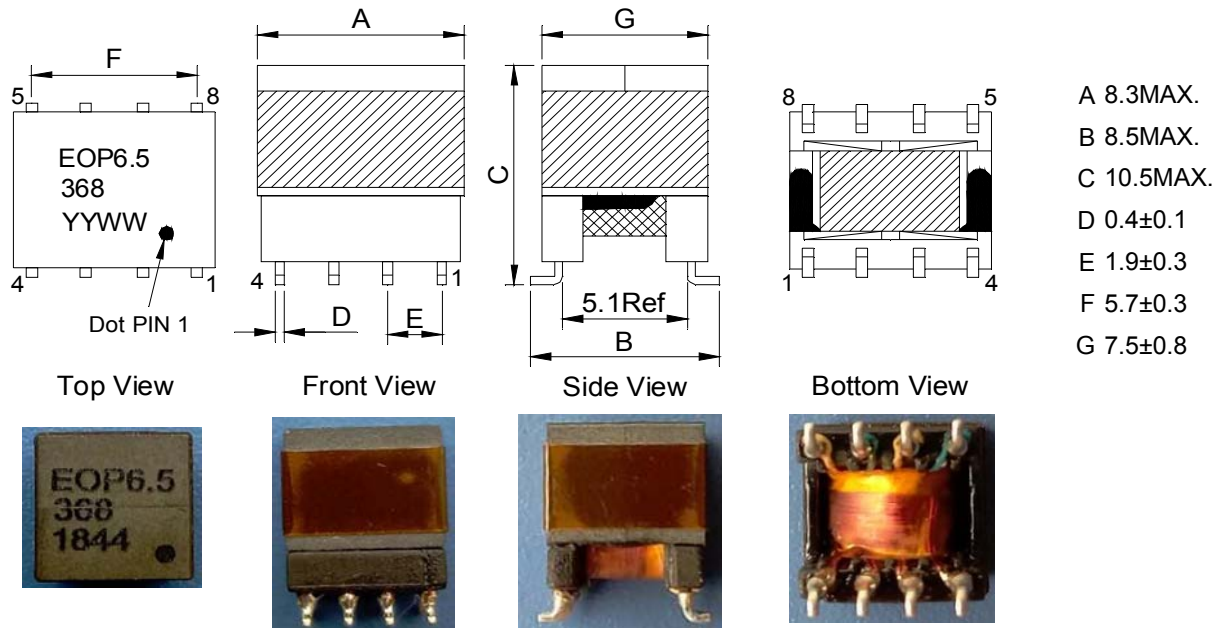 A
G
F
5
8
EOP6.5
368
YYWW
4
1
Dot PIN 1
C
4
1
D
E
5.1Ref
B
8
5
1
4
A 8.3MAX.
B 8.5MAX.
C 10.5MAX.
D 0.4±0.1
E 1.9±0.3
F 5.7±0.3
G 7.5±0.8
Top View
Front View
Side View
Bottom View
EOP6.5
368
1844